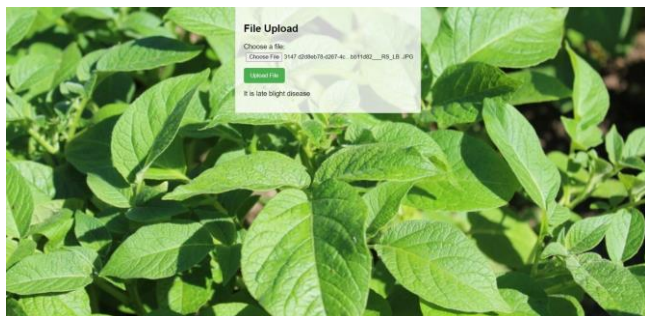 File Upload
Choose a file:
Choose File
Upload File
It is late blight disease